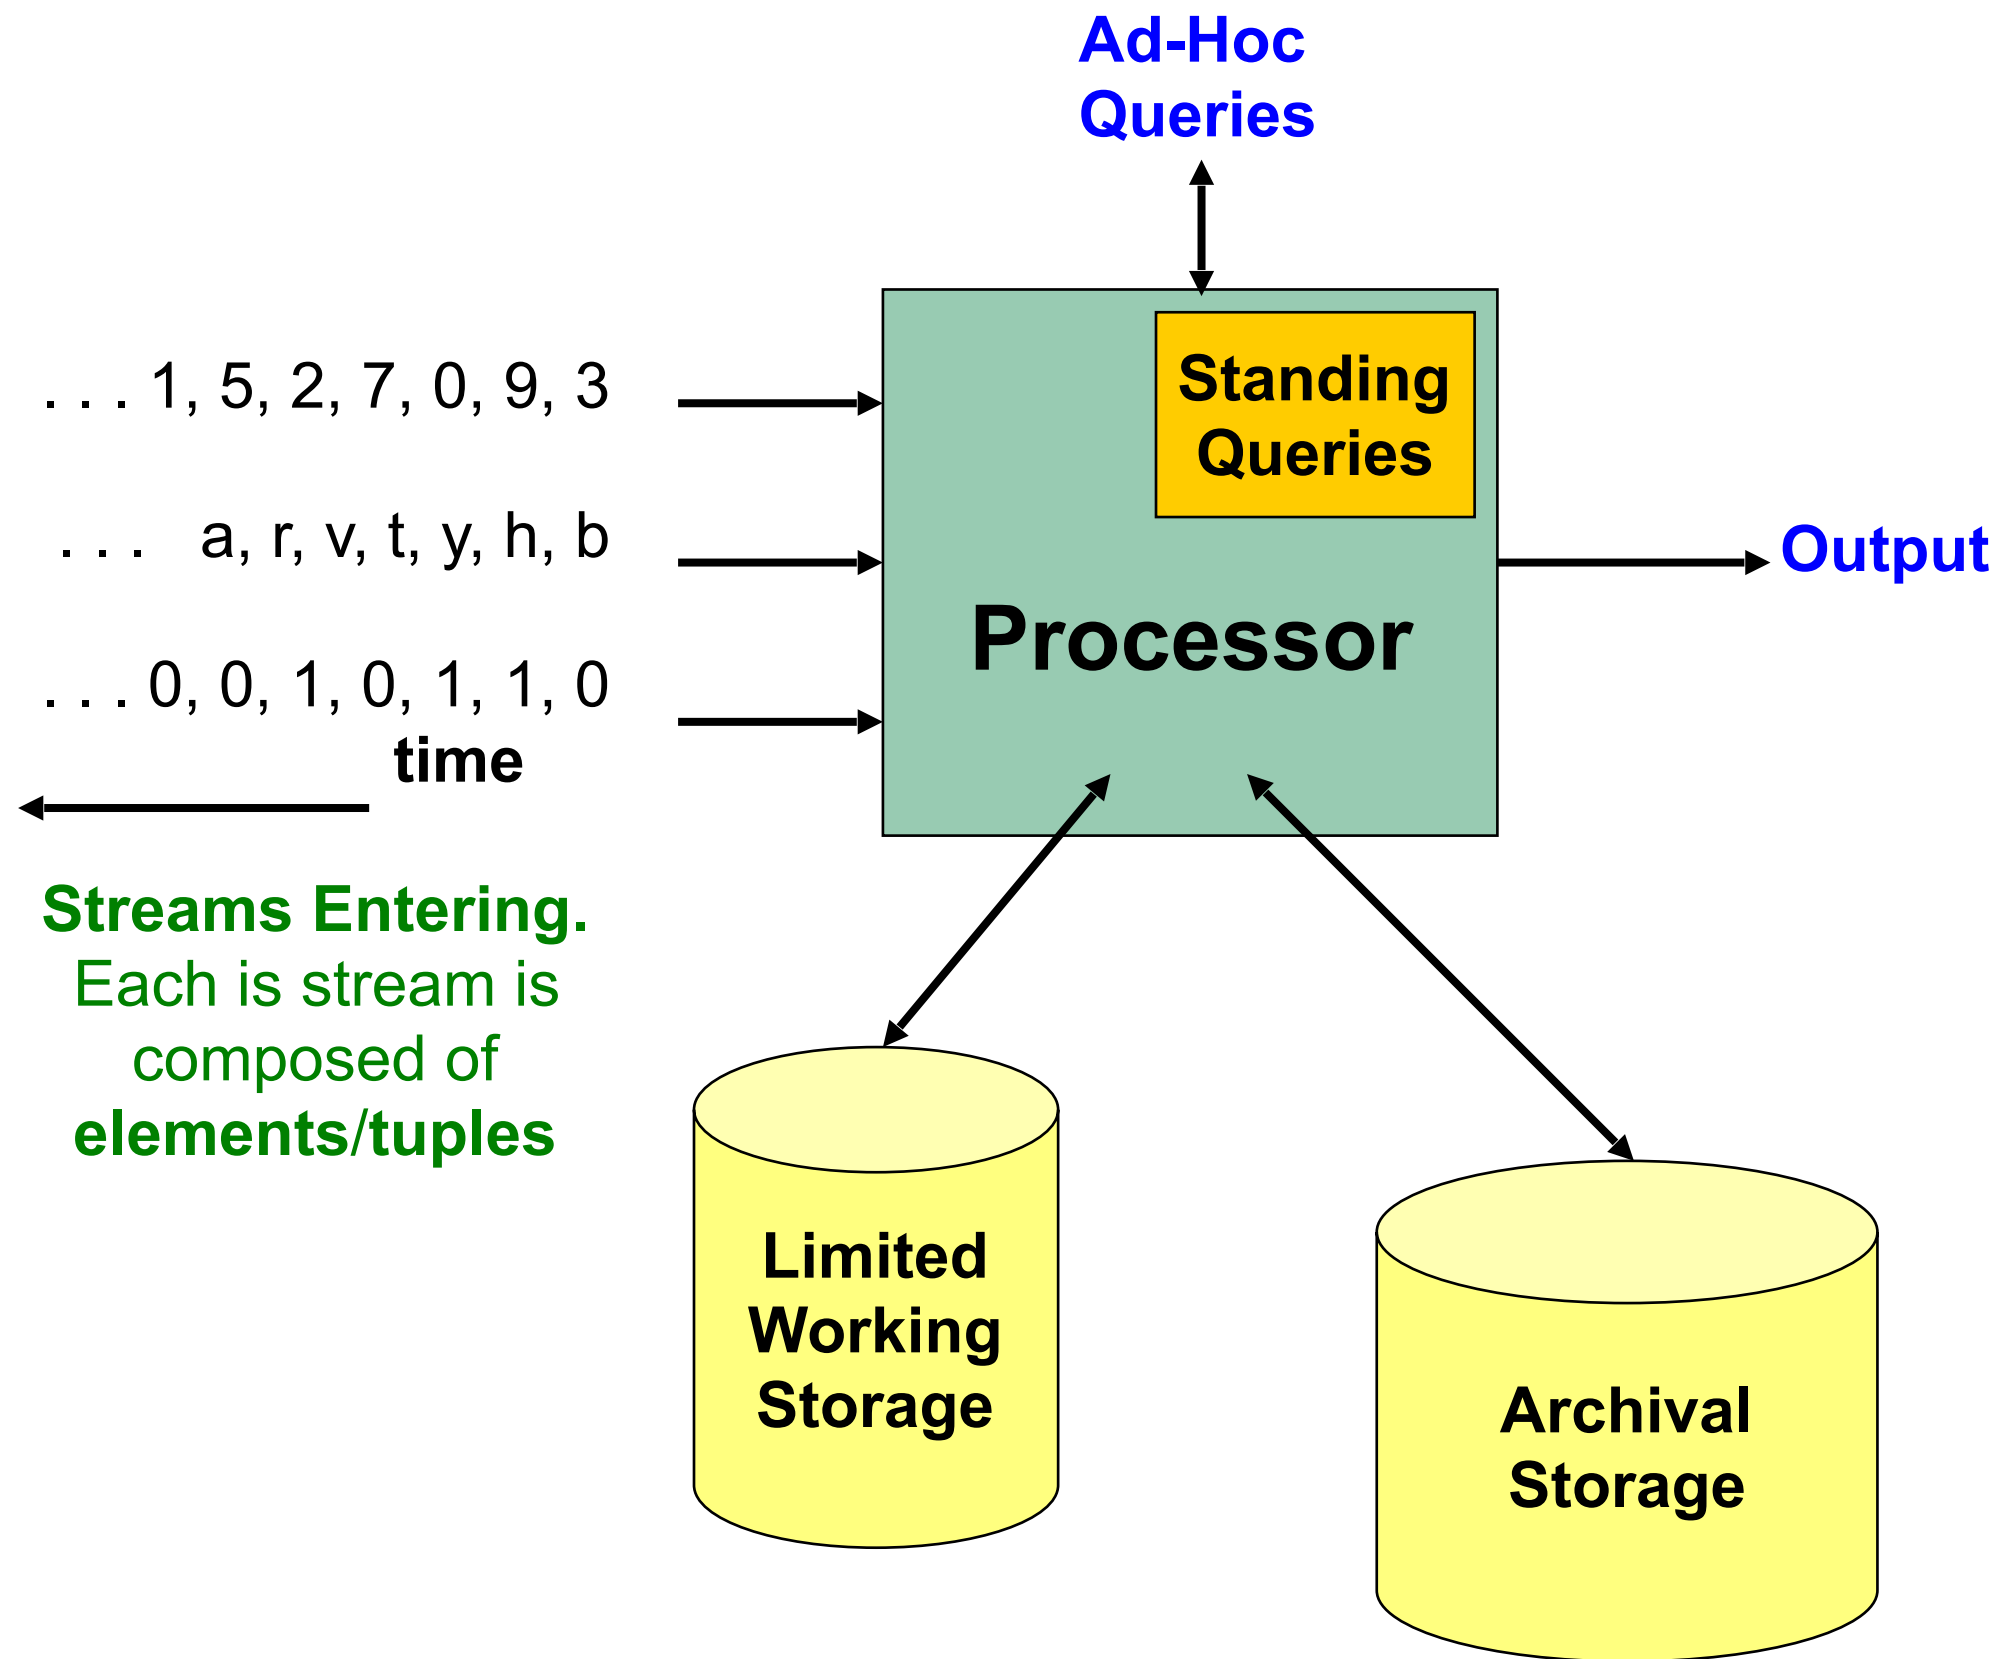 Ad-Hoc
Queries
Standing
Queries
. . . 1, 5, 2, 7, 0, 9, 3
. . . a, r, v, t, y, h, b
. . . 0, 0, 1, 0, 1, 1, 0
time
Processor
Output
Streams Entering.
Each is stream is
composed of
elements/tuples
Limited
Working
Storage
Archival
Storage